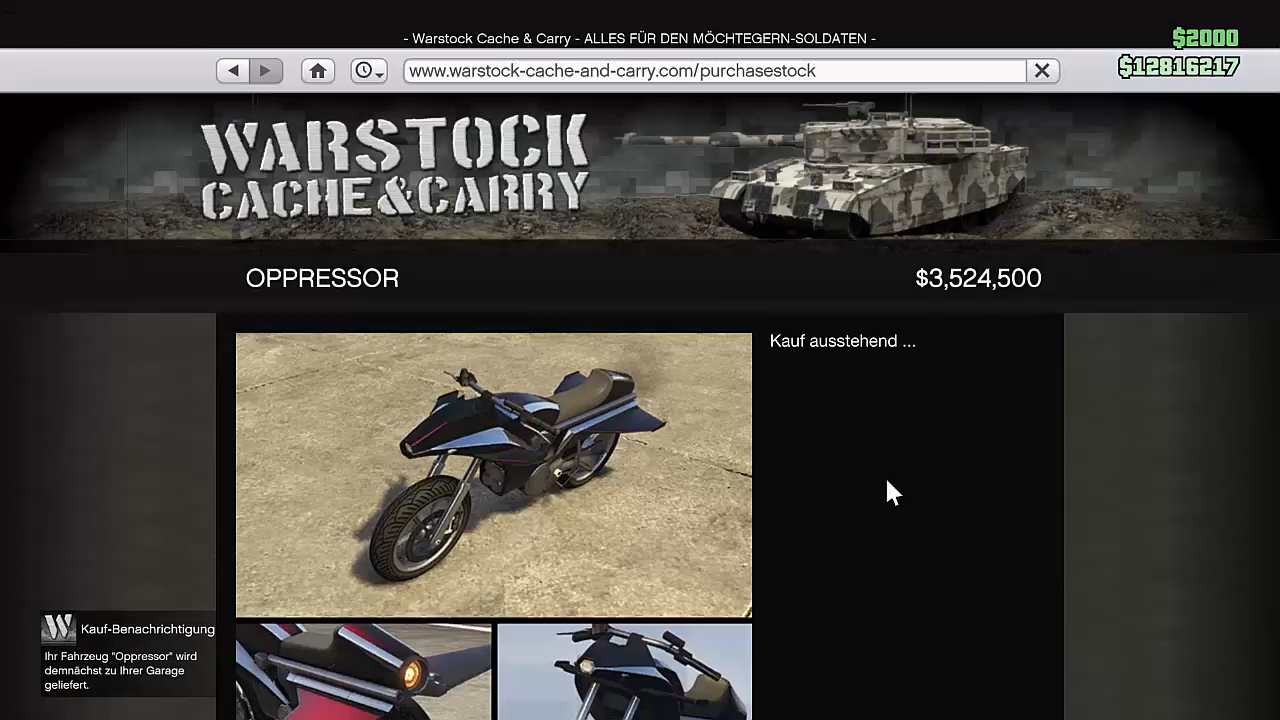 - Warstock Cache & Carry - ALLES FÜR DEN MÖCHTEGERN-SOLDATEN -
$2000
www.warstock-cache-and-carry.com/purchasestock
$12816217
WARSTOCK
CACHE&CARRY
OPPRESSOR
$3,524,500
Kauf ausstehend ...
W
Kauf-Benachrichtigung
Ihr Fahrzeug "Oppressor" wird
demnächst zu Ihrer Garage
geliefert.